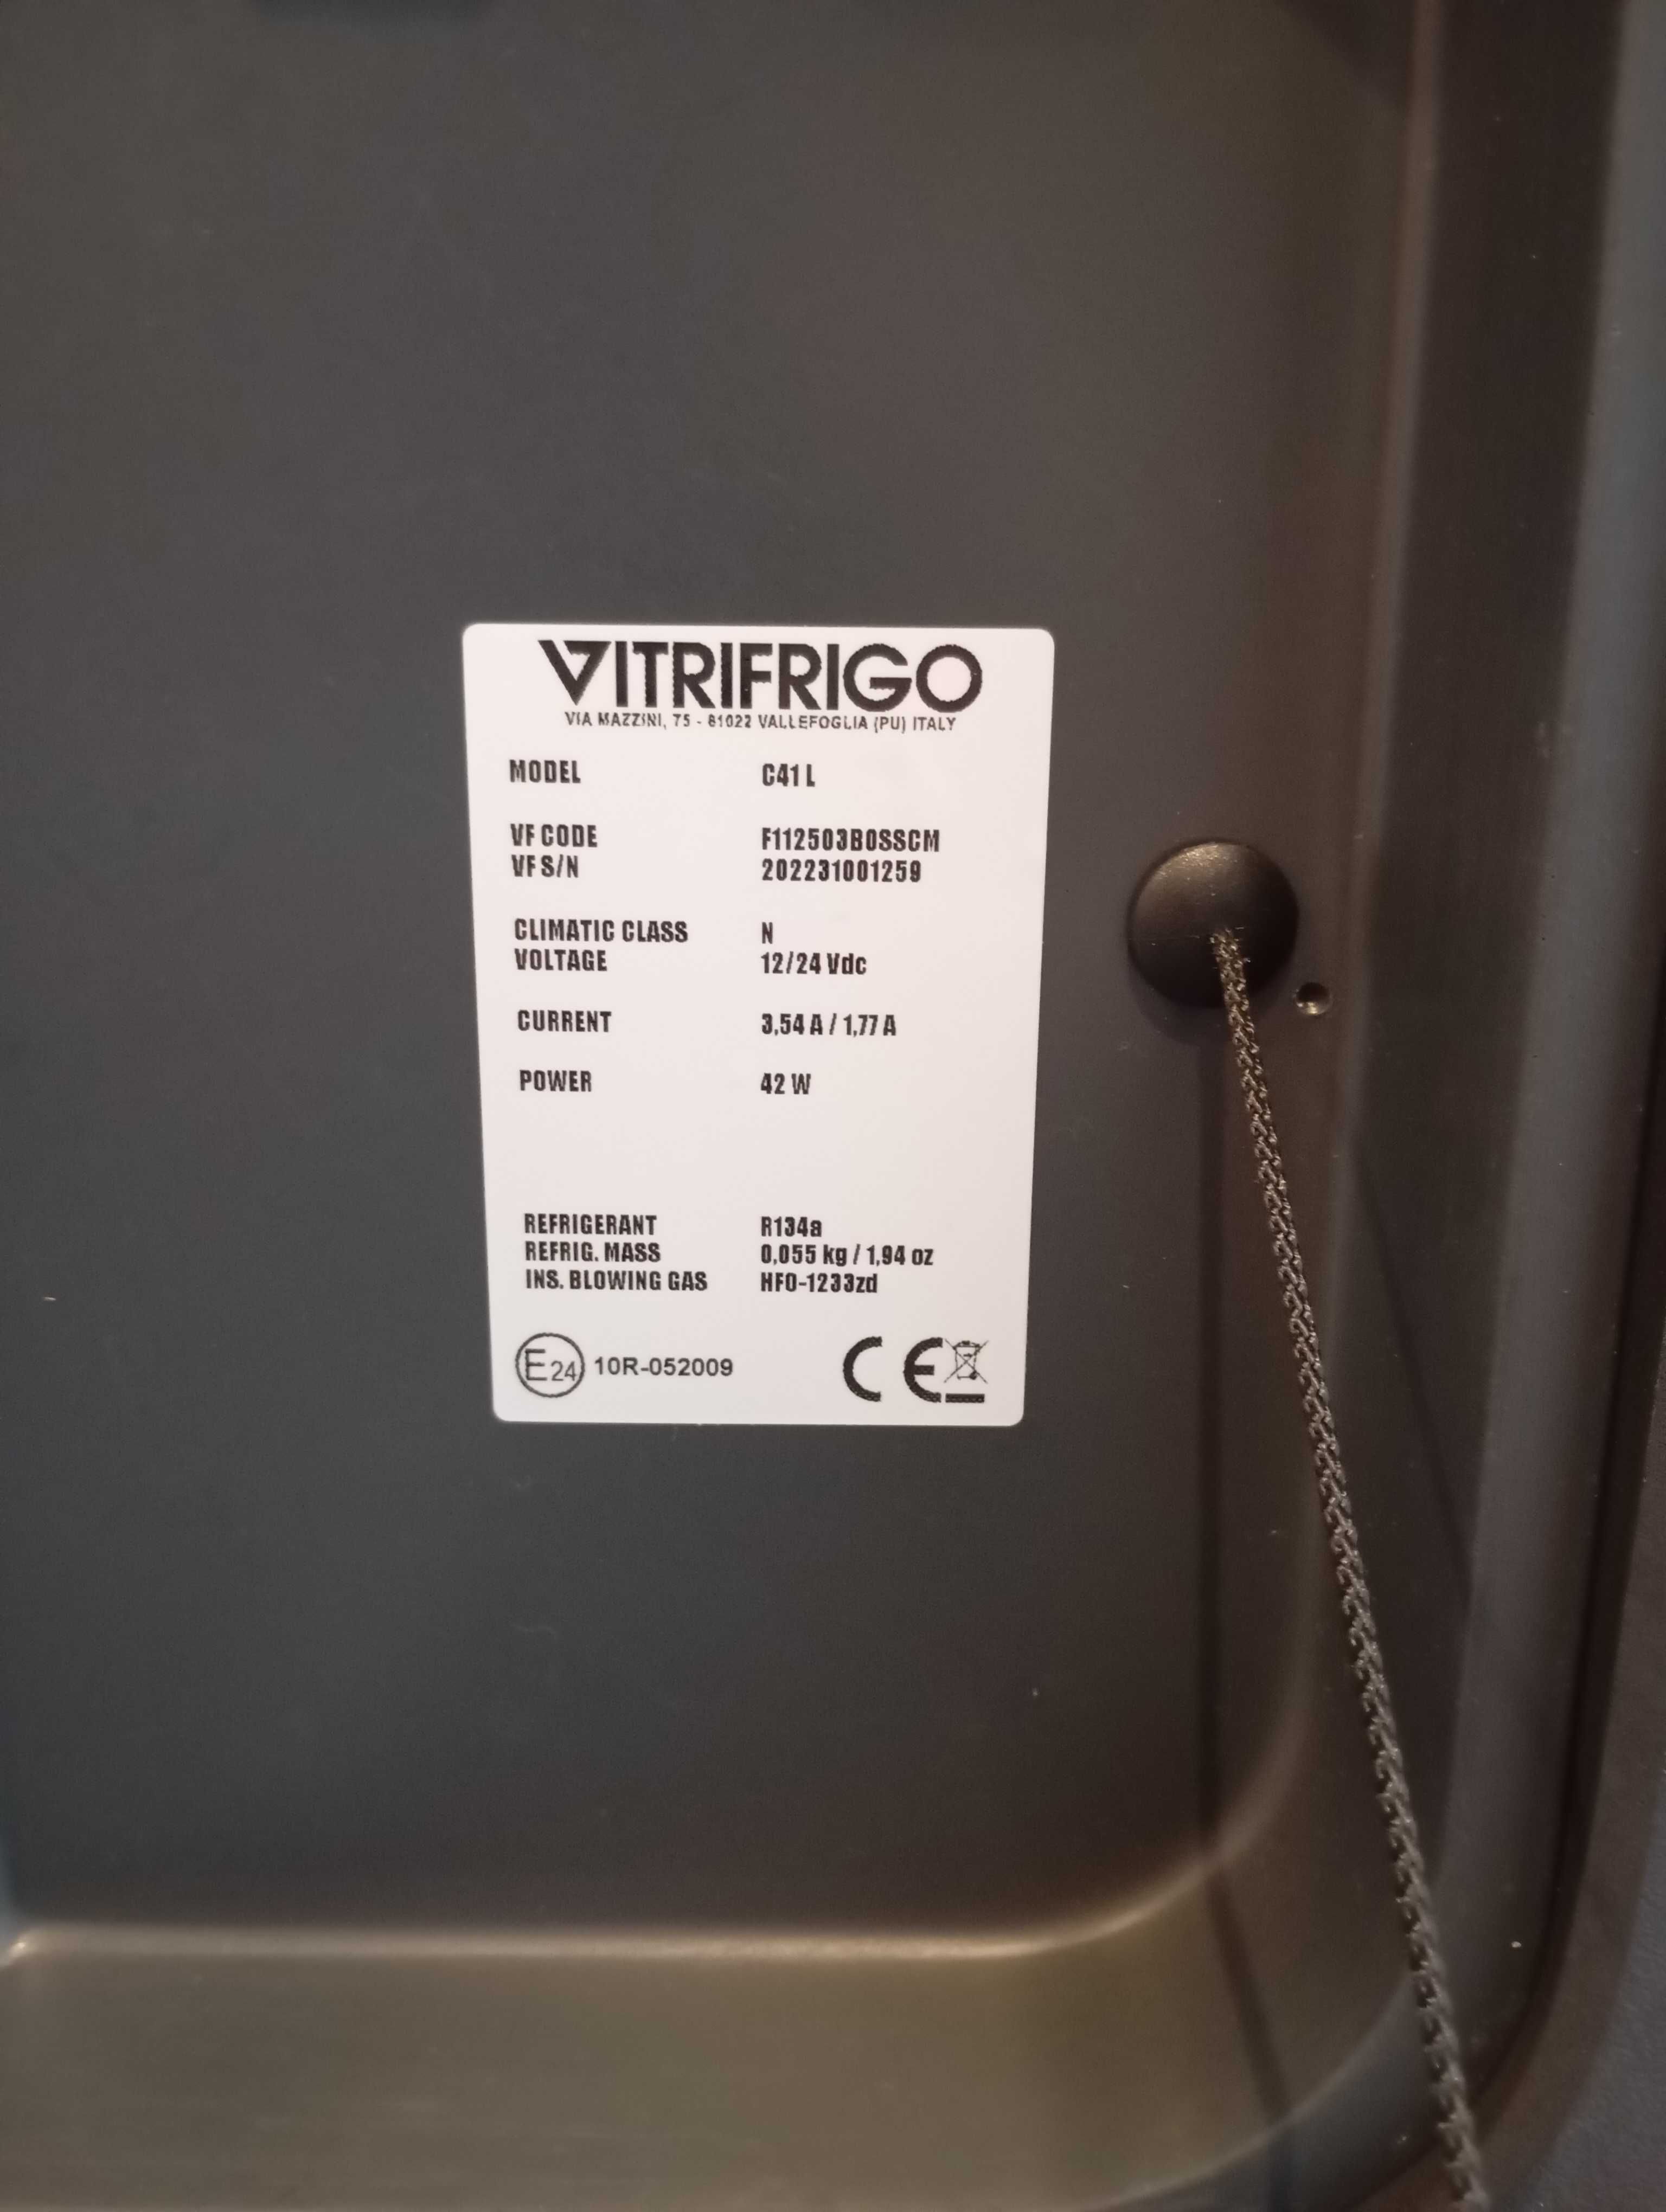 VITRIFRIGO
VIA MAZZINI, 75 - 61022 VALLEFOGLIA (PU) ITALY
MODEL C41 L
VF CODE F112503B0SSCM
VF S/N 202231001259
CLIMATIC CLASS N
VOLTAGE 12/24 Vdc
CURRENT 3,54 A / 1,77 A
POWER 42 W
REFRIGERANT R134a
REFRIG. MASS 0,055 kg / 1,94 oz
INS. BLOWING GAS HFO-1233zd
E24 10R-052009 CE